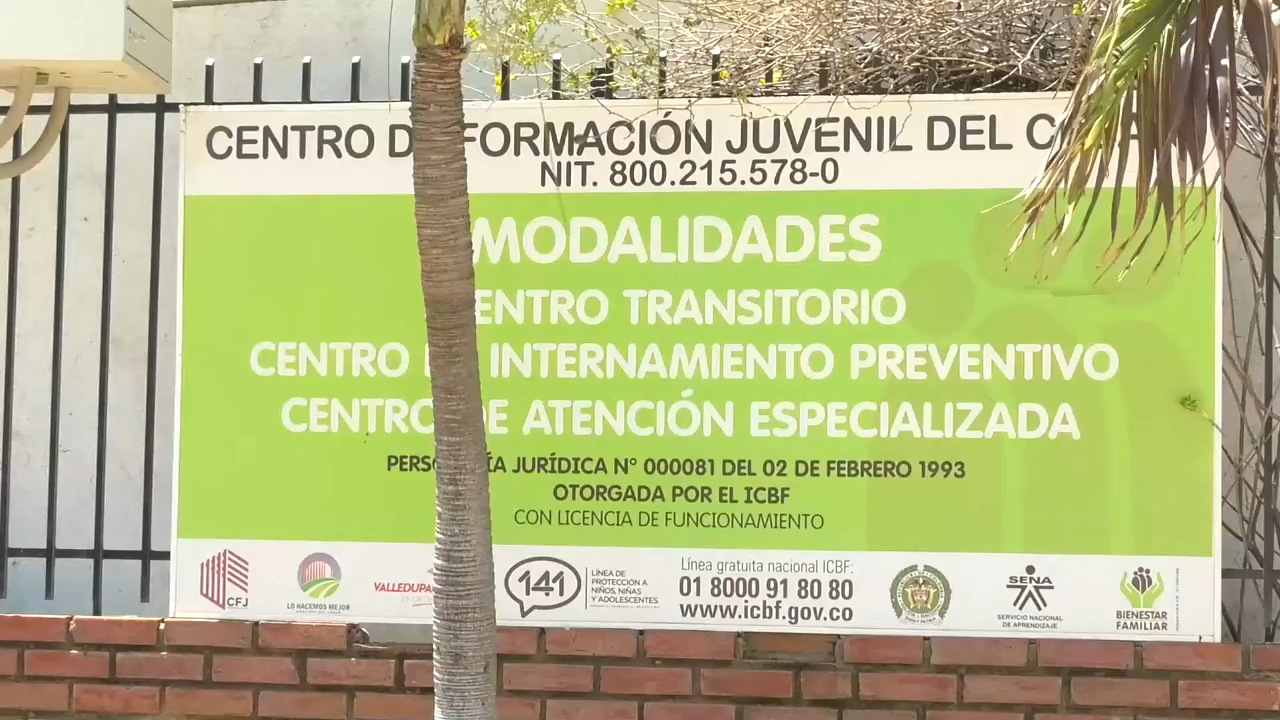 CENTRO DE FORMACIÓN JUVENIL DEL
NIT. 800.215.578-0
MODALIDADES
CENTRO TRANSITORIO
CENTRO DE INTERNAMIENTO PREVENTIVO
CENTRO DE ATENCIÓN ESPECIALIZADA
JURÍDICA N° 000081 DEL 02 DE FEBRERO 1993
OTORGADA POR EL ICBF
CON LICENCIA DE FUNCIONAMIENTO
CFJ
LO HACEMOS MEJOR
141
LÍNEA DE
PROTECCIÓN A
NIÑOS, NIÑAS
Y ADOLESCENTES
Línea gratuita nacional ICBF:
01 8000 91 80 80
www.icbf.gov.co
SENA
SERVICIO NACIONAL
DE APRENDIZAJE
BIENESTAR
FAMILIAR